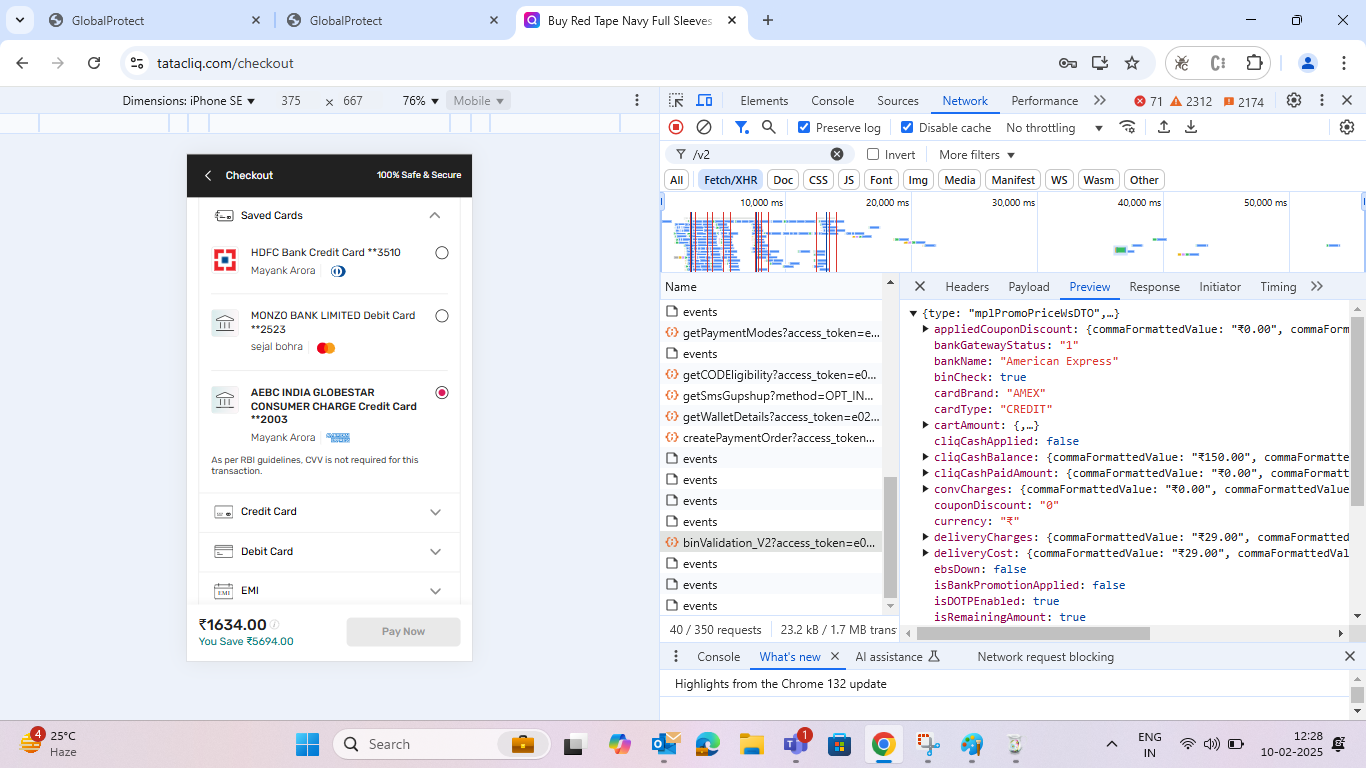 GlobalProtect
GlobalProtect
Buy Red Tape Navy Full Sleeves
tatacliq.com/checkout
Dimensions: iPhone SE
375 × 667
76%
Mobile
Checkout
100% Safe & Secure
Saved Cards
HDFC Bank Credit Card **3510
Mayank Arora
MONZO BANK LIMITED Debit Card
**2523
sejal bohra
AEBC INDIA GLOBESTAR
CONSUMER CHARGE Credit Card
**2003
Mayank Arora
As per RBI guidelines, CVV is not required for this
transaction.
Credit Card
Debit Card
EMI
EMI
₹1634.00
You Save ₹5694.00
Pay Now
Elements
Console
Sources
Network
Performance
71
2312
2174
Preserve log
Disable cache
No throttling
/v2
Invert
More filters
All
Fetch/XHR
Doc
CSS
JS
Font
Img
Media
Manifest
WS
Wasm
Other
10,000 ms
20,000 ms
30,000 ms
40,000 ms
50,000 ms
Name
events
getPaymentModes?access_token=e...
events
getCODEligibility?access_token=e0...
getSmsGupshup?method=OPT_IN...
getWalletDetails?access_token=e02...
createPaymentOrder?access_token...
events
events
events
events
binValidation_V2?access_token=e0...
events
events
events
40 / 350 requests
23.2 kB / 1.7 MB trans
Headers
Payload
Preview
Response
Initiator
Timing
{type: "mplPromoPriceWsDTO",…}
appliedCouponDiscount: {commaFormattedValue: "₹0.00", commaForm
bankGatewayStatus: "1"
bankName: "American Express"
binCheck: true
cardBrand: "AMEX"
cardType: "CREDIT"
cartAmount: {,…}
cliqCashApplied: false
cliqCashBalance: {commaFormattedValue: "₹150.00", commaFormatte
cliqCashPaidAmount: {commaFormattedValue: "₹0.00", commaFormatt
convCharges: {commaFormattedValue: "₹0.00", commaFormattedValue
couponDiscount: "0"
currency: "₹"
deliveryCharges: {commaFormattedValue: "₹29.00", commaFormatted
deliveryCost: {commaFormattedValue: "₹29.00", commaFormattedVal
ebsDown: false
isBankPromotionApplied: false
isDOTPEnabled: true
isRemainingAmount: true
Console
What's new
AI assistance
Network request blocking
Highlights from the Chrome 132 update
4
25°C
Haze
Search
1
ENG
IN
12:28
10-02-2025